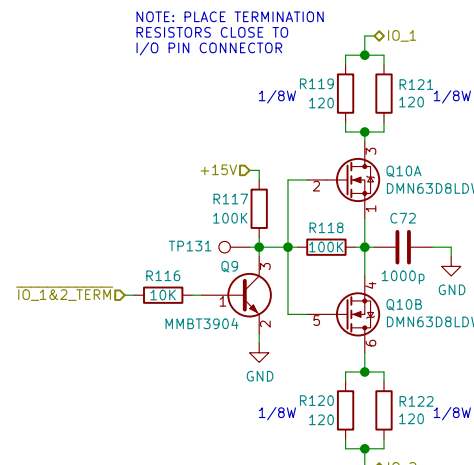 NOTE: PLACE TERMINATION
RESISTORS CLOSE TO
I/O PIN CONNECTOR
IO_1
R119
120
1/8W
R121
120
1/8W
3
Q10A
DMN63D8LD
2
1
+15V
R117
100K
TP131
R118
100K
C72
1000p
GND
Q9
3
R116
10K
IO_1&2_TERM
1
MMBT3904
2
GND
4
Q10B
DMN63D8LD
5
6
R120
120
1/8W
R122
120
1/8W